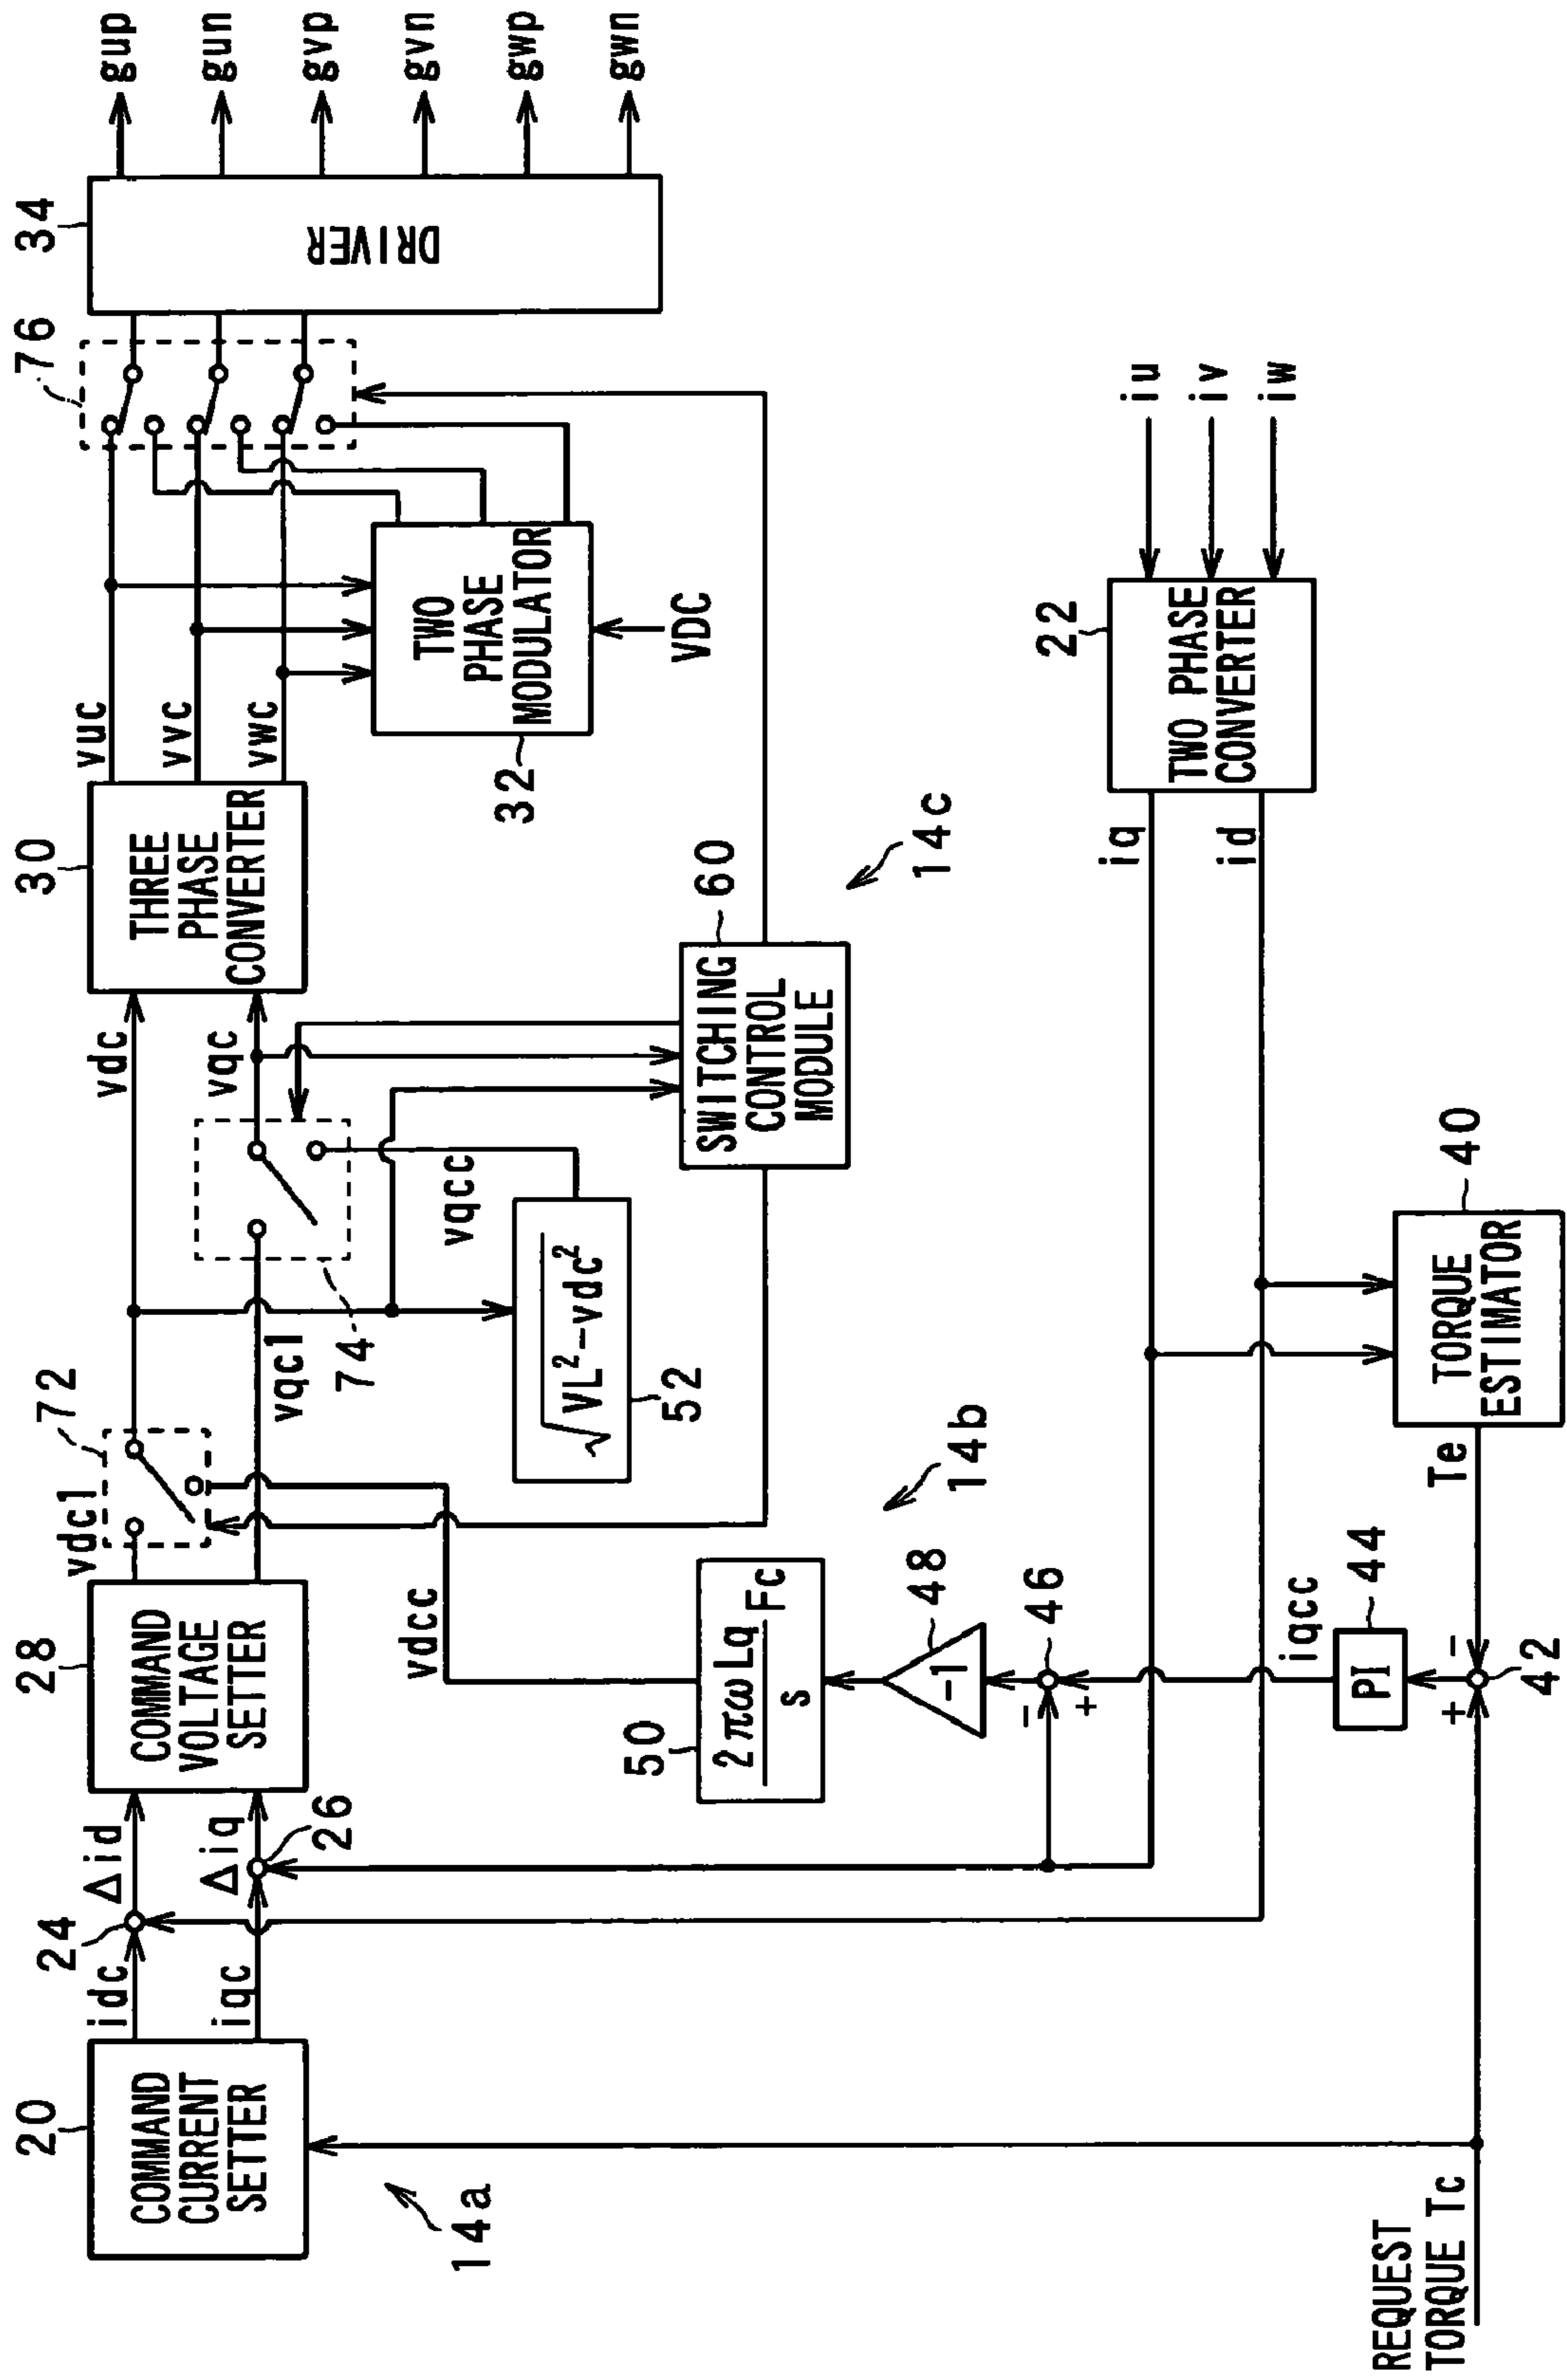 20
COMMAND
CURRENT
SETTER
14a
idc
iqc
24
Δid
Δiq
26
28
COMMAND
VOLTAGE
SETTER
vdc1
72
vqc1
74
vdc
vqc
vqcc
√VL²-vdc²
52
30
THREE
PHASE
CONVERTER
vuc
vvc
vwc
32
TWO
PHASE
MODULATOR
VDC
76
34
DRIVER
gup
gun
gvp
gvn
gwp
gwn
vdcc
50
2πωLq
s
Fc
48
-1
46
-
+
14b
SWITCHING
CONTROL
MODULE
60
14c
iq
id
22
TWO PHASE
CONVERTER
iu
iv
iw
iqcc
PI
44
+
-
42
Te
TORQUE
ESTIMATOR
40
REQUEST
TORQUE Tc